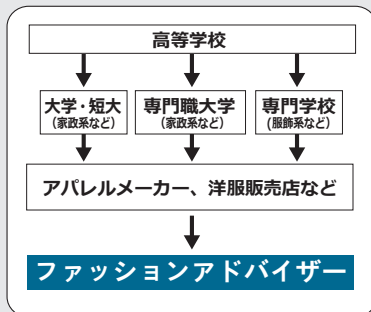 高等学校
大学・短大
(家政系など)
専門職大学
(家政系など)
専門学校
(服飾系など)
アパレルメーカー、洋服販売店など
ファッションアドバイザー